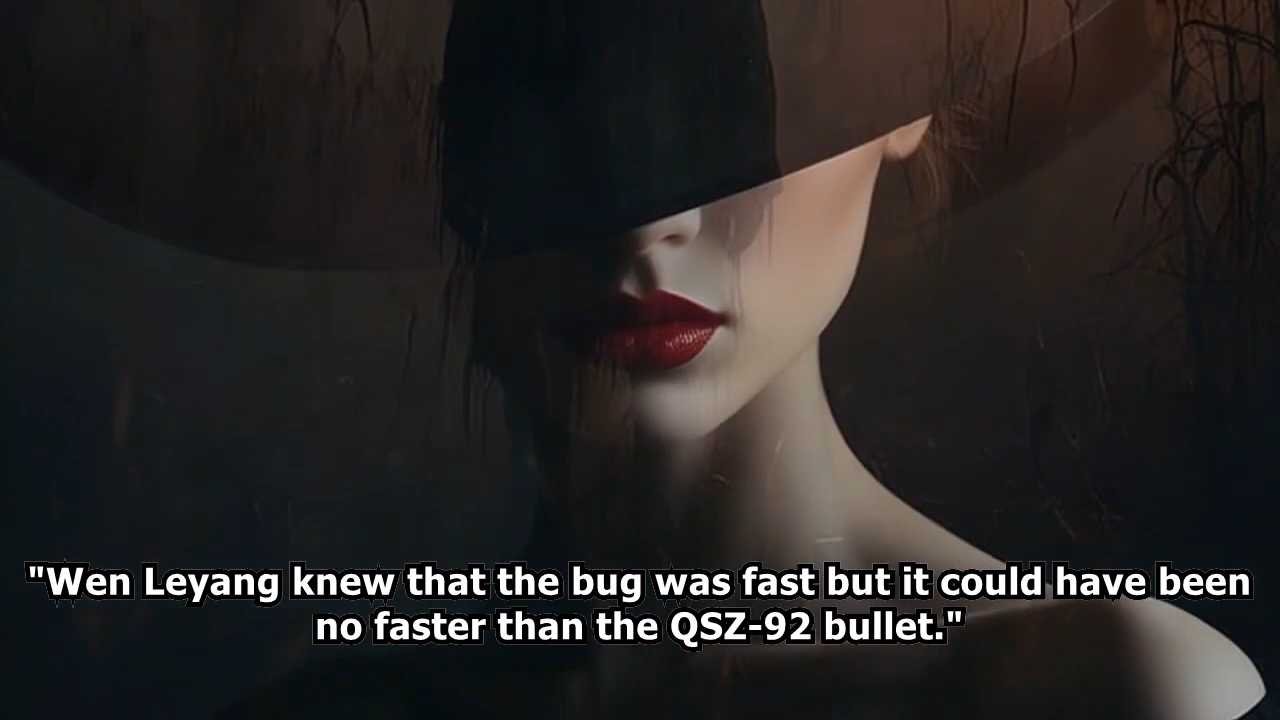 "Wen Leyang knew that the bug was fast but it could have been
no faster than the QSZ-92 bullet."